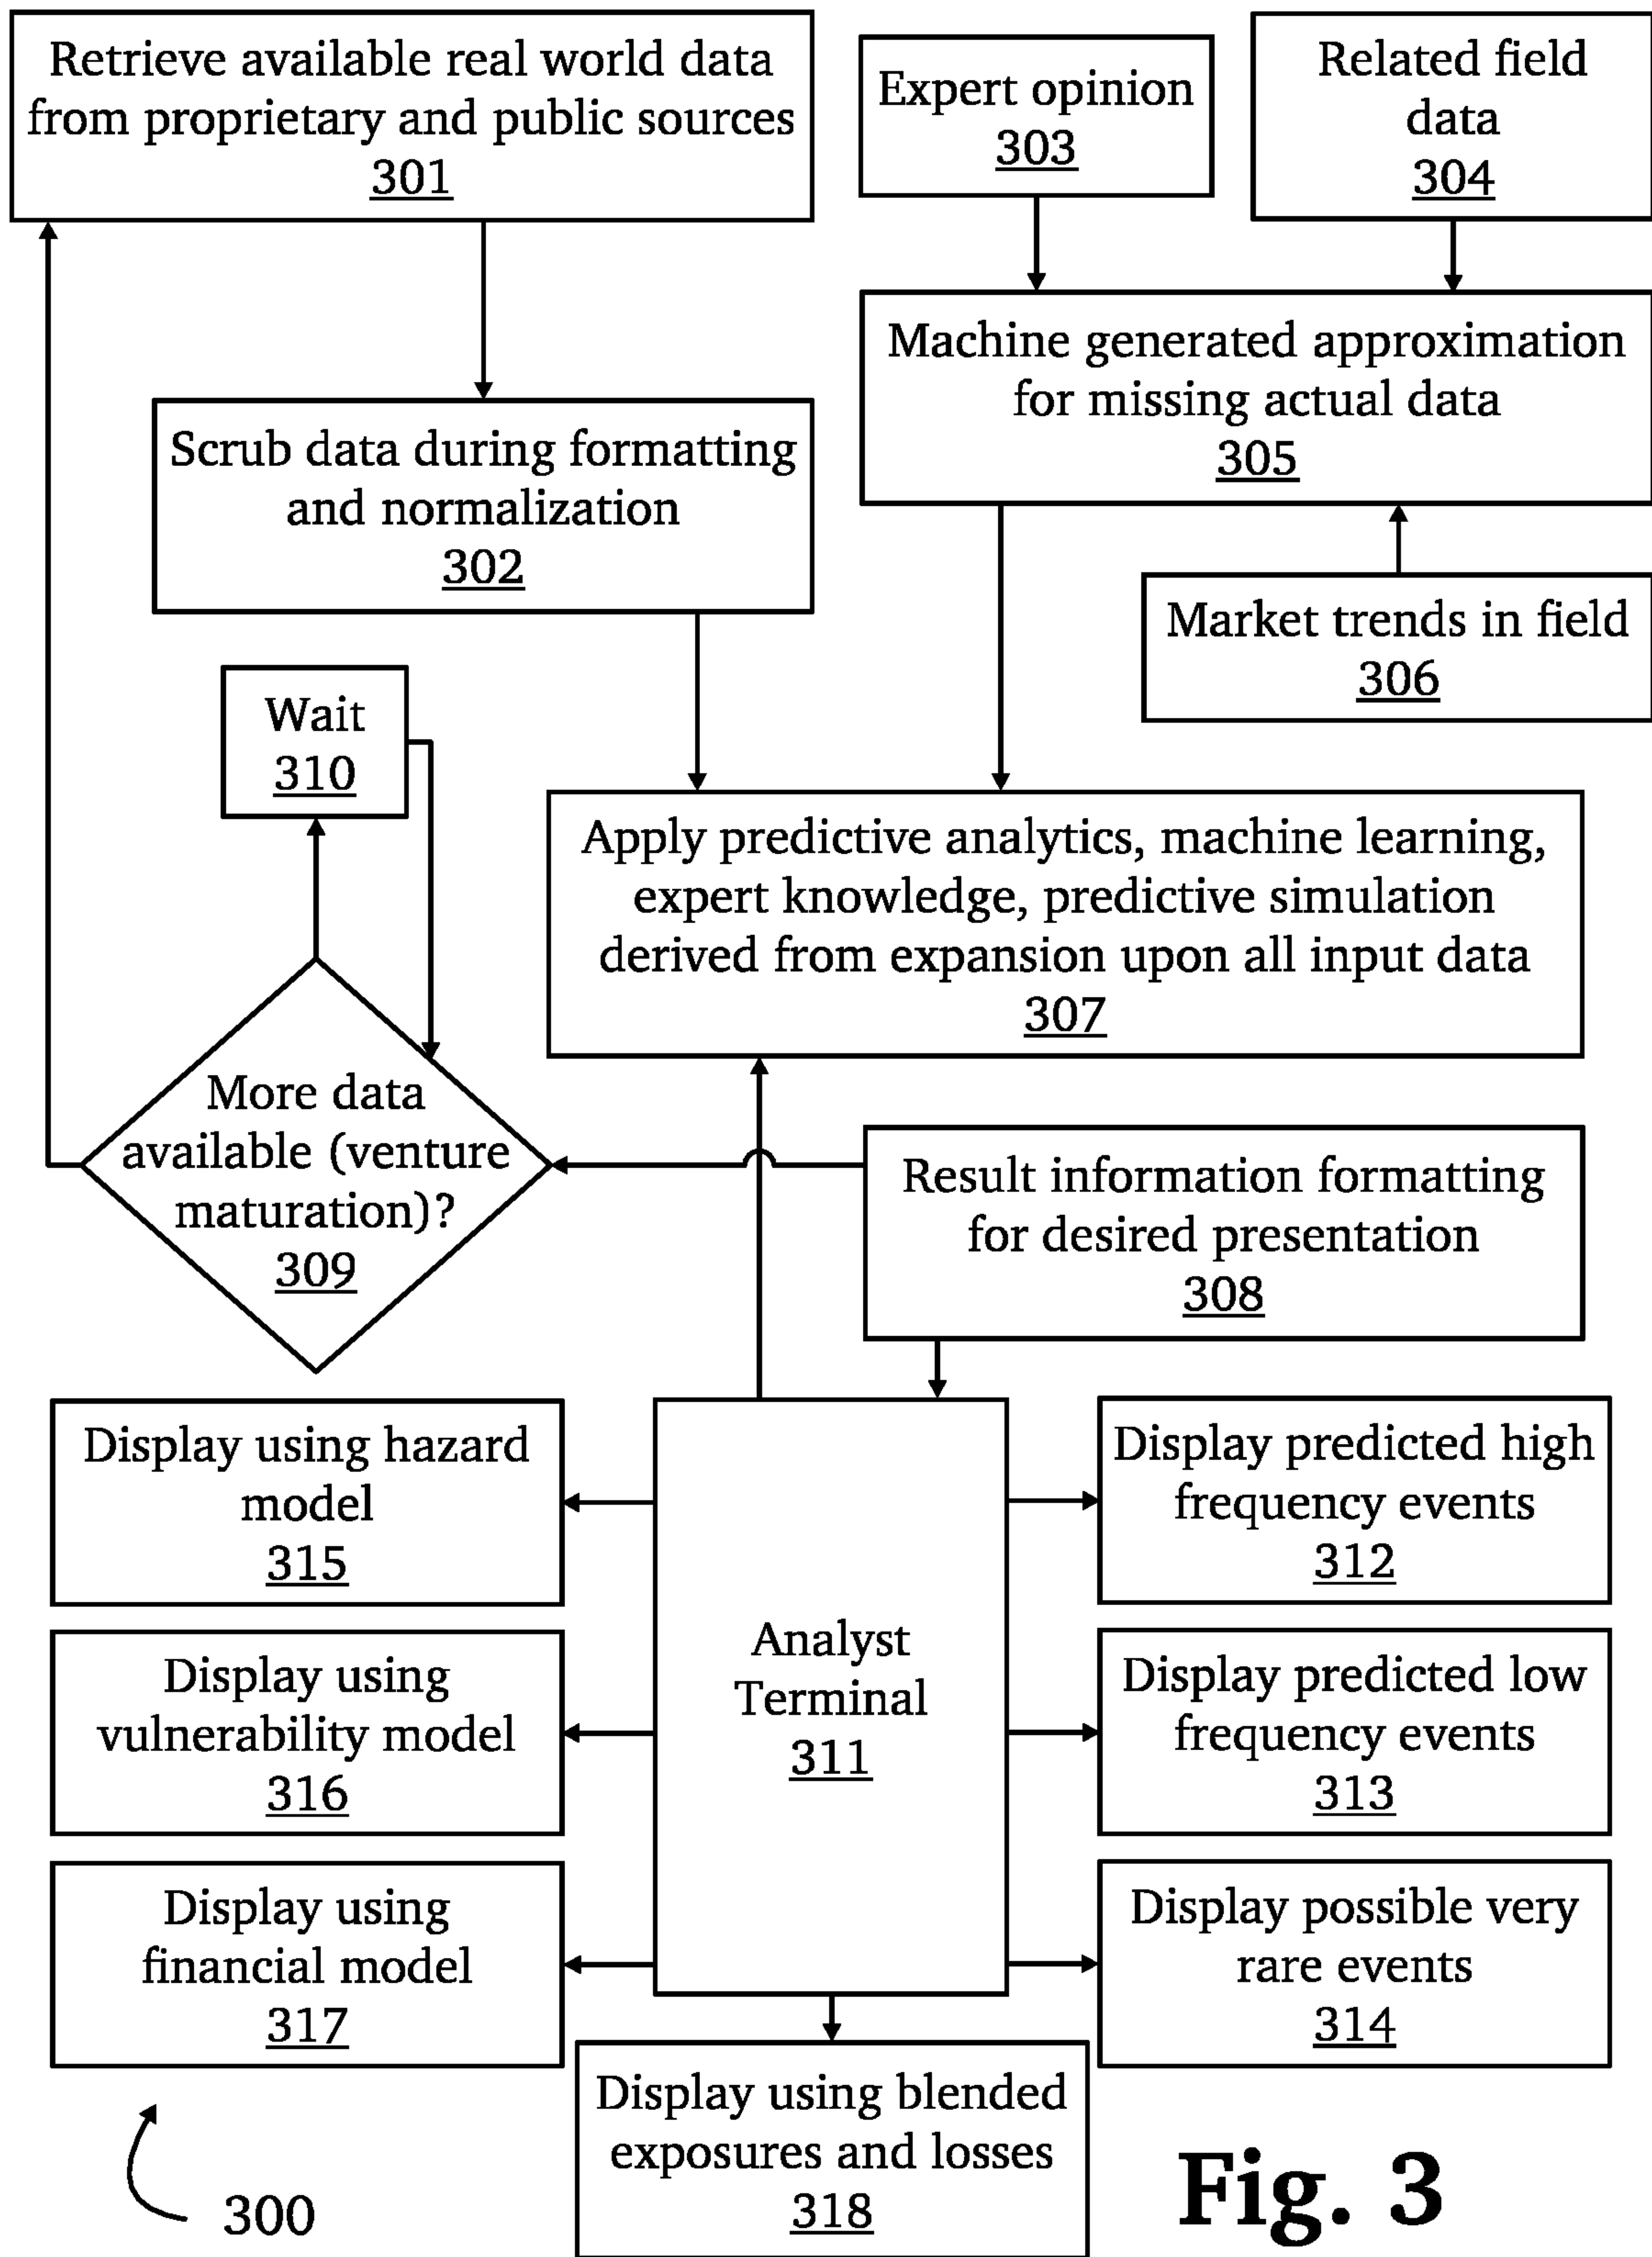 Retrieve available real world data
from proprietary and public sources
301
Expert opinion
303
Related field
data
304
Machine generated approximation
for missing actual data
305
Scrub data during formatting
and normalization
302
Market trends in field
306
Wait
310
Apply predictive analytics, machine learning,
expert knowledge, predictive simulation
derived from expansion upon all input data
307
More data
available (venture
maturation)?
309
Result information formatting
for desired presentation
308
Display using hazard
model
315
Display predicted high
frequency events
312
Analyst
Terminal
311
Display using
vulnerability model
316
Display predicted low
frequency events
313
Display using
financial model
317
Display possible very
rare events
314
Display using blended
exposures and losses
318
300
Fig. 3